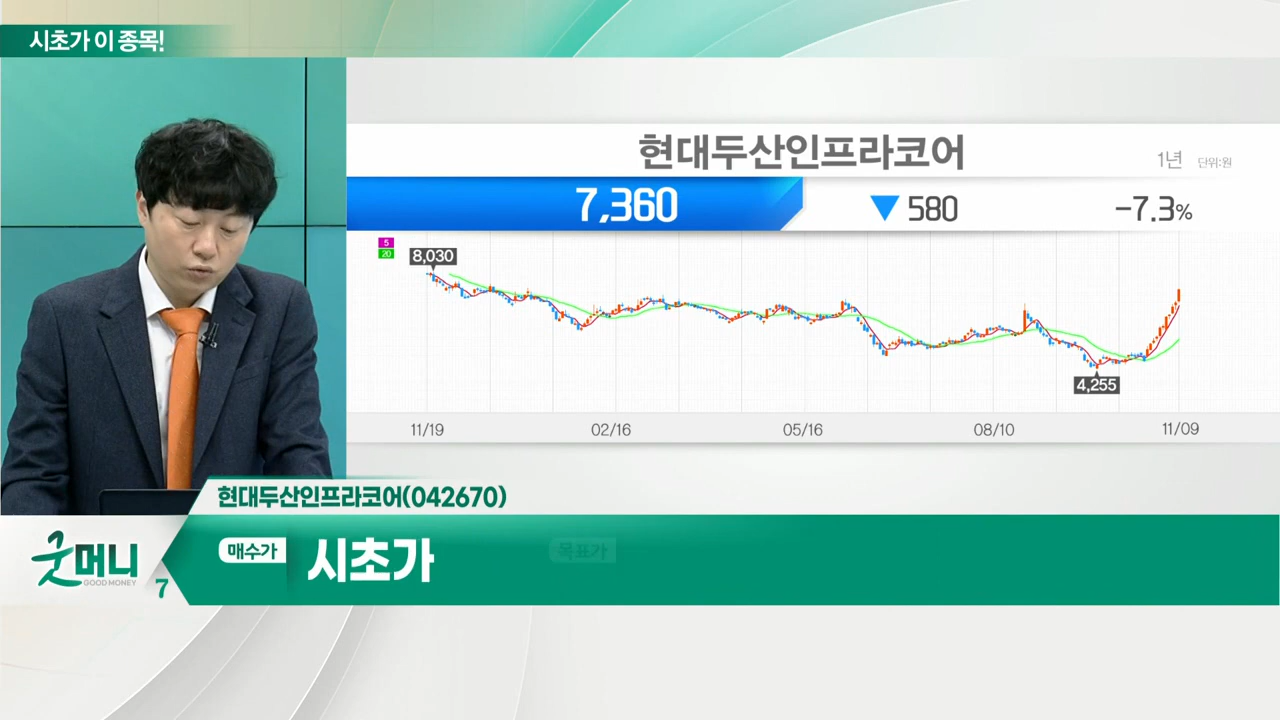 시초가 이 종목!
현대두산인프라코어
1년 단위:원
7,360 ▼ 580 -7.3%
5
20
8,030
4,255
11/19 02/16 05/16 08/10 11/09
현대두산인프라코어(042670)
매수가 시초가 목표가
굿머니
GOOD MONEY
7